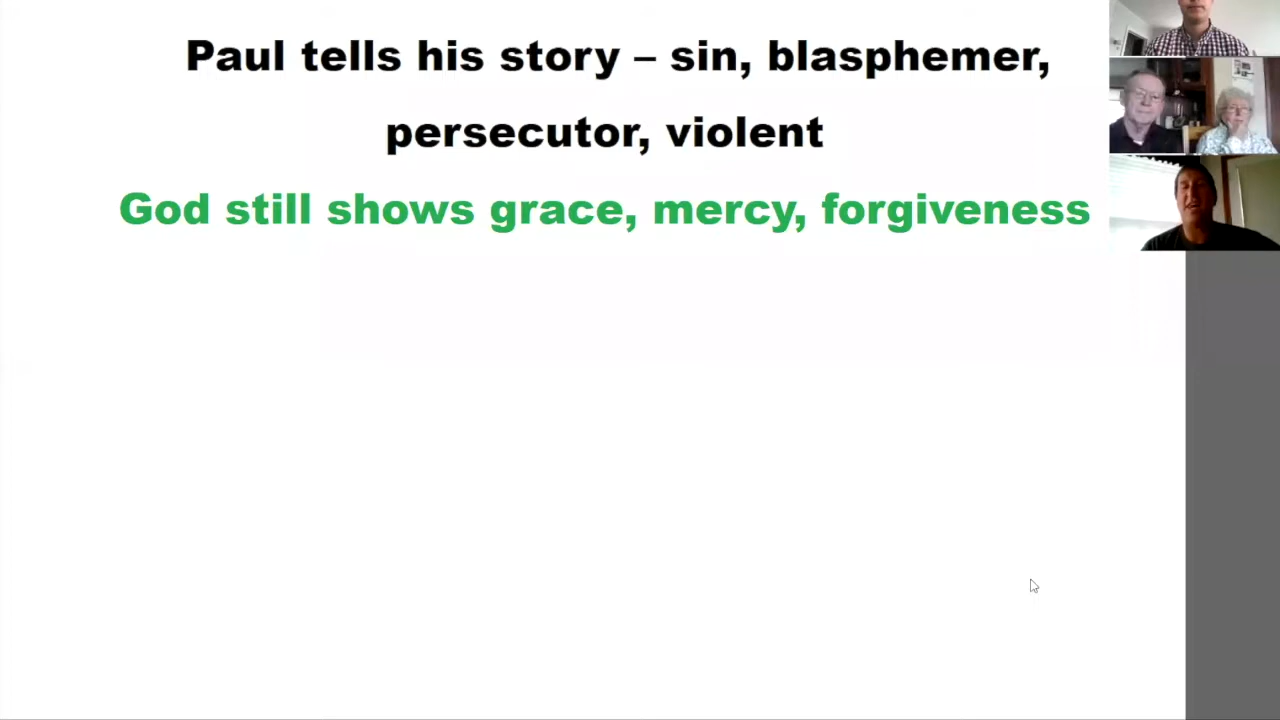 Paul tells his story – sin, blasphemer,
persecutor, violent
God still shows grace, mercy, forgiveness